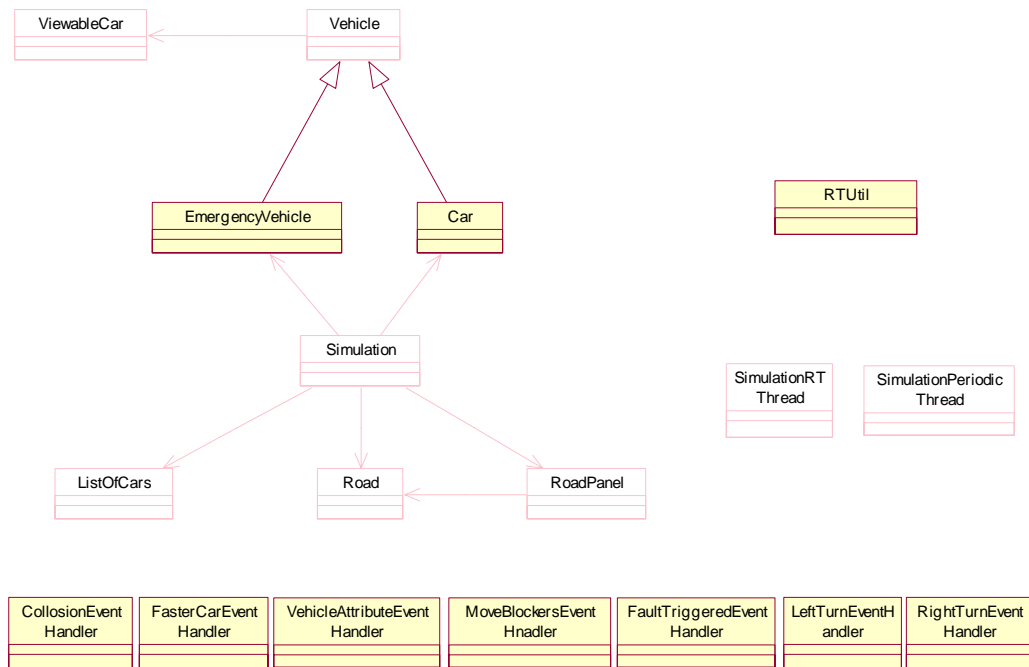 ViewableCar
Vehicle
EmergencyVehicle
Car
RTUtil
Simulation
SimulationRT
Thread
SimulationPeriodic
Thread
ListOfCars
Road
RoadPanel
CollosionEvent
Handler
FasterCarEvent
Handler
VehicleAttributeEvent
Handler
MoveBlockersEvent
Hnadler
FaultTriggeredEvent
Handler
LeftTurnEventH
andler
RightTurnEvent
Handler